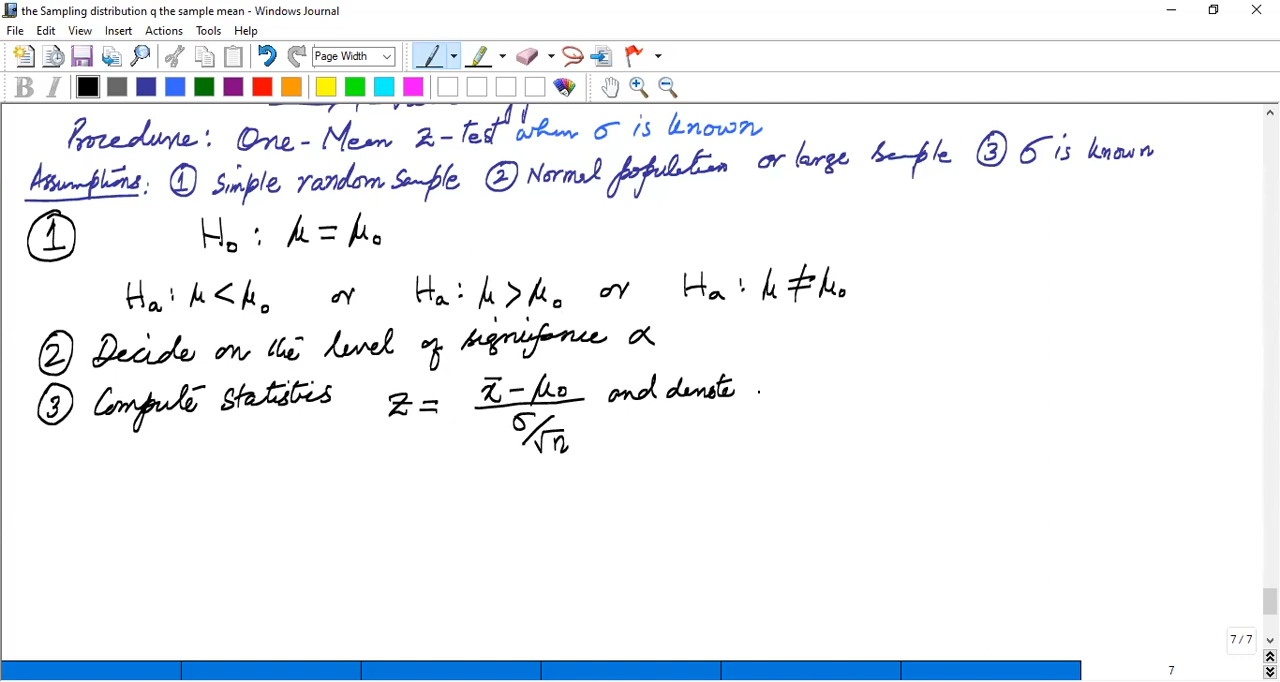 the Sampling distribution q the sample mean - Windows Journal
File Edit View Insert Actions Tools Help
Page Width
B I
Procedure: One-Mean z-test when σ is known
Assumptions: ① Simple random sample ② Normal population or large sample ③ σ is known
① H₀ : μ = μ₀
Hₐ : μ < μ₀ or Hₐ : μ > μ₀ or Hₐ : μ ≠ μ₀
② Decide on the level of signifance α
③ Compute statistics z = (x̄ − μ₀) / (σ/√n) and denote
7 / 7
7